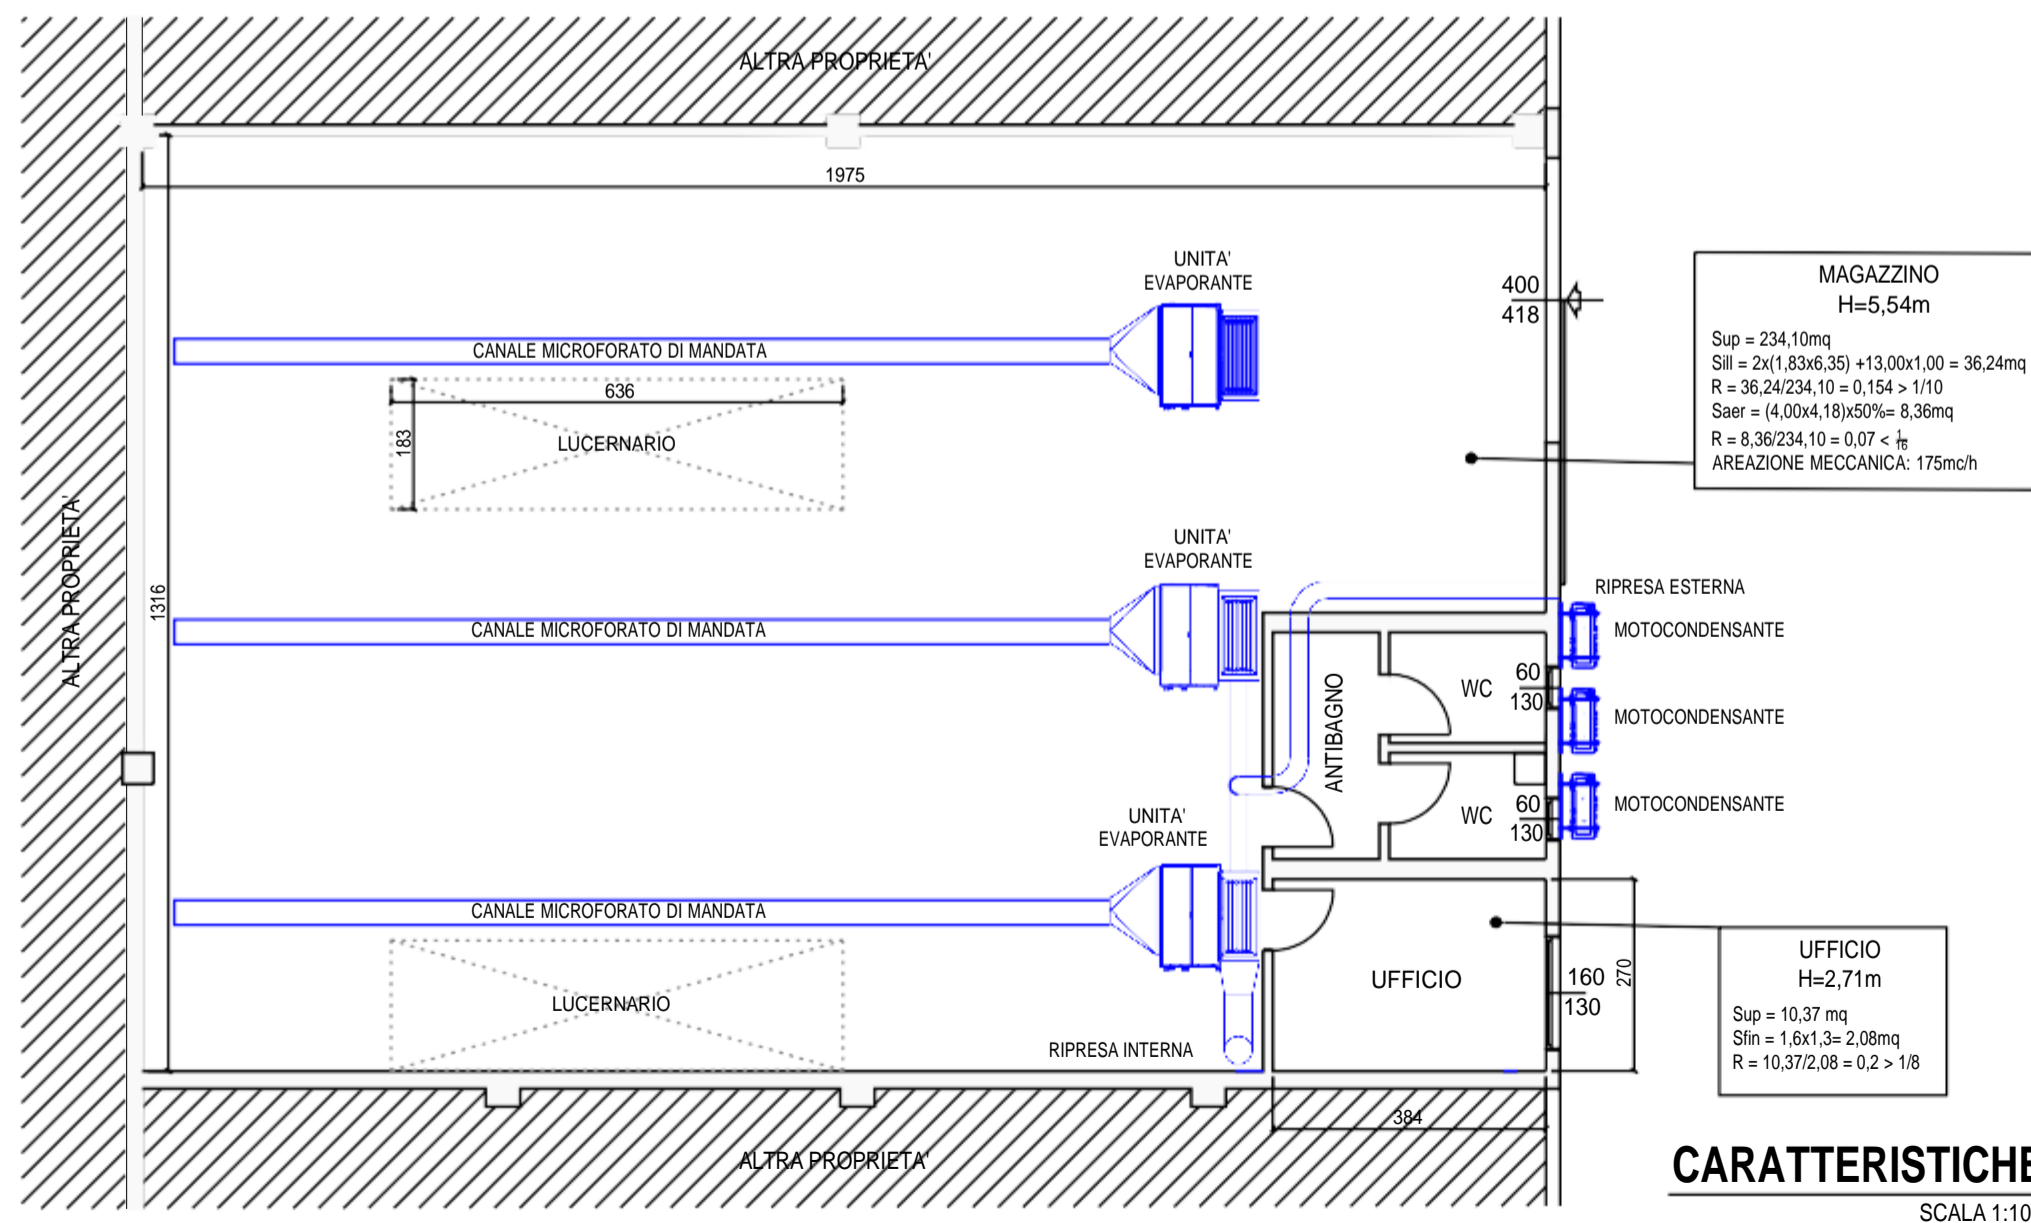 ALTRA PROPRIETA'
1975
UNITA'
EVAPORANTE
400
418
CANALE MICROFORATO DI MANDATA
636
183
LUCERNARIO
MAGAZZINO
H=5,54m
Sup = 234,10mq
Sill = 2x(1,83x6,35) +13,00x1,00 = 36,24mq
R = 36,24/234,10 = 0,154 > 1/10
Saer = (4,00x4,18)x50%= 8,36mq
R = 8,36/234,10 = 0,07 < 1/16
AREAZIONE MECCANICA: 175mc/h
ALTRA PROPRIETA'
1316
UNITA'
EVAPORANTE
CANALE MICROFORATO DI MANDATA
RIPRESA ESTERNA
MOTOCONDENSANTE
WC
60
130
ANTIBAGNO
MOTOCONDENSANTE
WC
60
130
MOTOCONDENSANTE
UNITA'
EVAPORANTE
CANALE MICROFORATO DI MANDATA
LUCERNARIO
RIPRESA INTERNA
UFFICIO
160
130
270
UFFICIO
H=2,71m
Sup = 10,37 mq
Sfin = 1,6x1,3= 2,08mq
R = 10,37/2,08 = 0,2 > 1/8
384
ALTRA PROPRIETA'
CARATTERISTICHE
SCALA 1:10